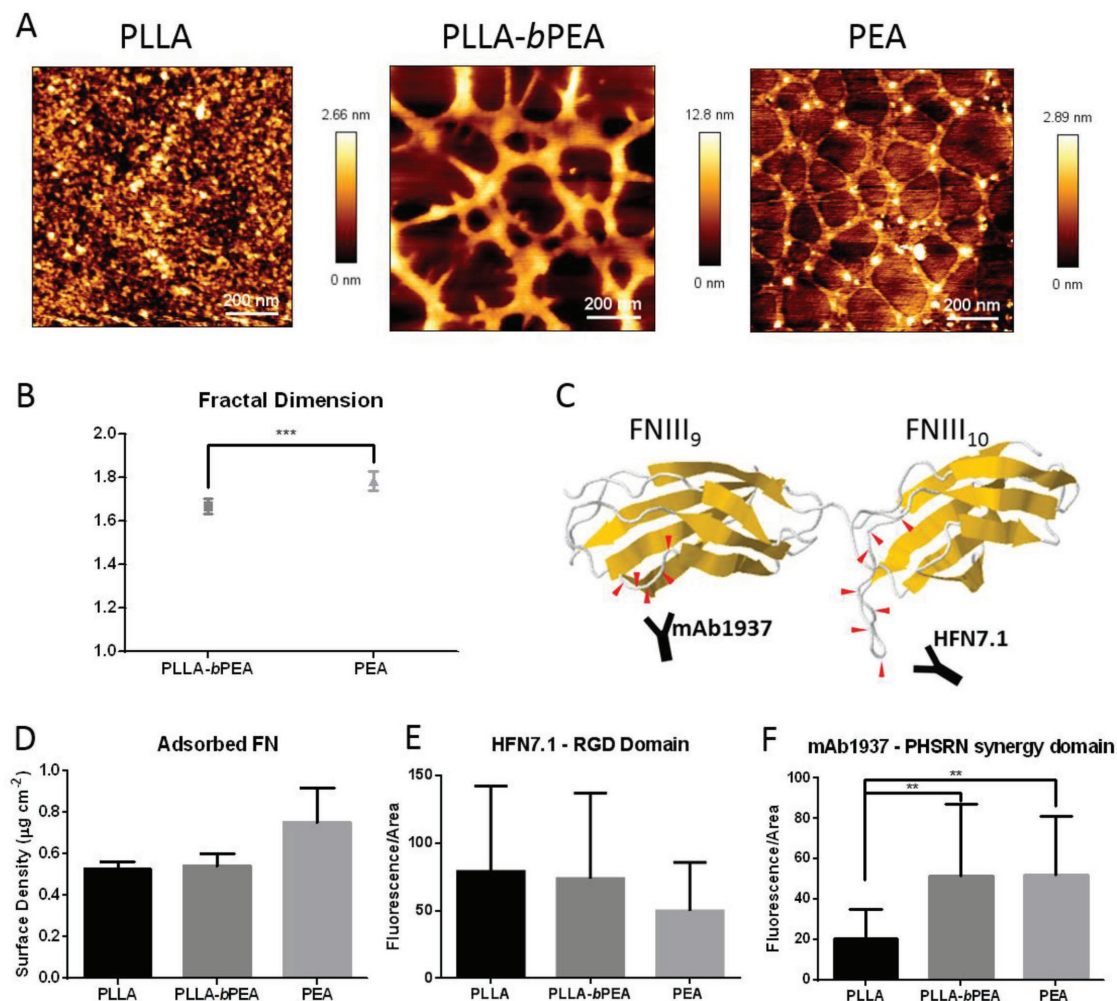 A
PLLA
PLLA-bPEA
PEA
2.66 nm
0 nm
200 nm
12.8 nm
0 nm
200 nm
2.89 nm
0 nm
200 nm
B
Fractal Dimension
2.0
1.8
1.6
1.4
1.2
1.0
***
PLLA-bPEA
PEA
C
FNIII₉
FNIII₁₀
mAb1937
HFN7.1
D
Adsorbed FN
Surface Density (µg cm⁻²)
1.0
0.8
0.6
0.4
0.2
0.0
PLLA
PLLA-bPEA
PEA
E
HFN7.1 - RGD Domain
Fluorescence/Area
150
100
50
0
PLLA
PLLA-bPEA
PEA
F
mAb1937 - PHSRN synergy domain
Fluorescence/Area
100
80
60
40
20
0
**
**
PLLA
PLLA-bPEA
PEA